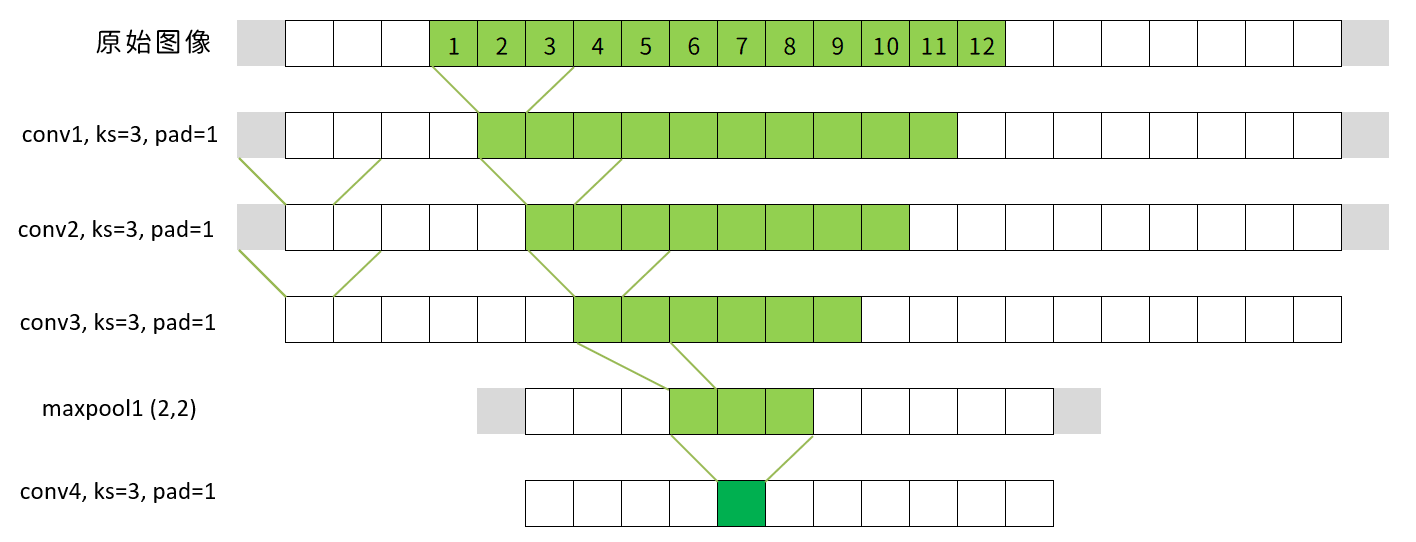 原始图像
1 2 3 4 5 6 7 8 9 10 11 12
conv1, ks=3, pad=1
conv2, ks=3, pad=1
conv3, ks=3, pad=1
maxpool1 (2,2)
conv4, ks=3, pad=1